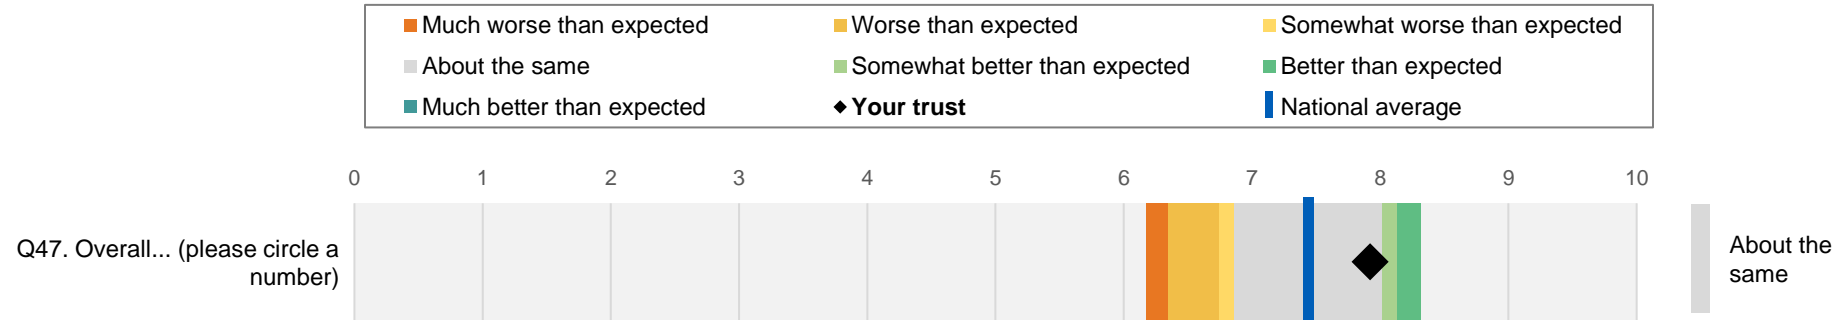 Much worse than expected
Worse than expected
Somewhat worse than expected
About the same
Somewhat better than expected
Better than expected
Much better than expected
Your trust
National average
0 1 2 3 4 5 6 7 8 9 10
Q47. Overall... (please circle a
number)
About the
same